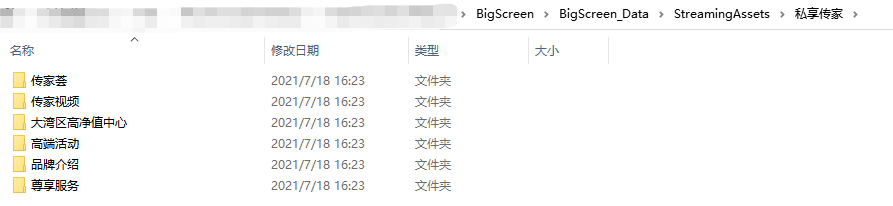 BigScreen > BigScreen_Data > StreamingAssets > 私享传家 >
名称 修改日期 类型 大小
传家荟 2021/7/18 16:23 文件夹
传家视频 2021/7/18 16:23 文件夹
大湾区高净值中心 2021/7/18 16:23 文件夹
高端活动 2021/7/18 16:23 文件夹
品牌介绍 2021/7/18 16:23 文件夹
尊享服务 2021/7/18 16:23 文件夹